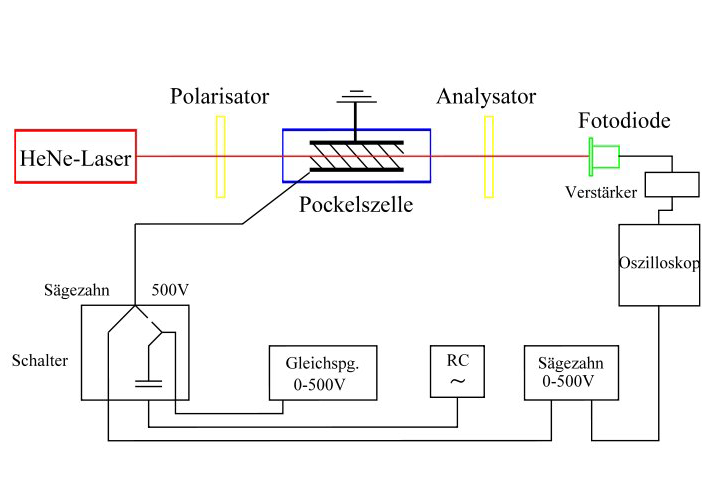 Polarisator
Analysator
Fotodiode
HeNe-Laser
Verstärker
Pockelszelle
Oszilloskop
Sägezahn
500V
Schalter
Gleichspg.
0-500V
RC
~
Sägezahn
0-500V